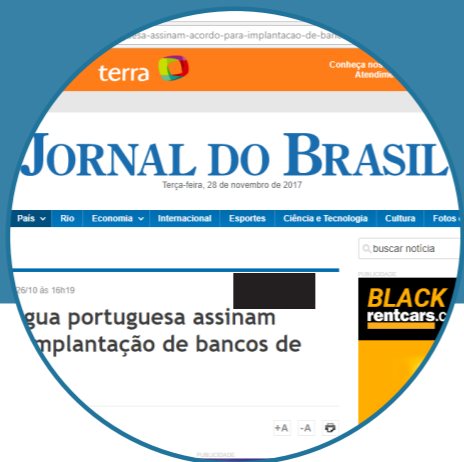 esa-assinam-acordo-para-implantacao-de-banc
terra
Conheça nos
Atendime
JORNAL DO BRASIL
Terça-feira, 28 de novembro de 2017
País Rio Economia Internacional Esportes Ciência e Tecnologia Cultura Fotos
buscar notícia
PUBLICIDADE
26/10 às 16h19
BLACK
rentcars.c
gua portuguesa assinam
mplantação de bancos de
+A -A
PUBLICIDADE